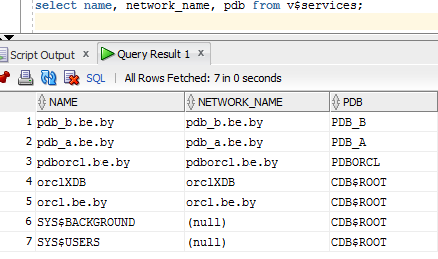 select name, network_name, pdb from v$services;
Script Output x Query Result 1 x
SQL | All Rows Fetched: 7 in 0 seconds
NAME NETWORK_NAME PDB
1 pdb_b.be.by pdb_b.be.by PDB_B
2 pdb_a.be.by pdb_a.be.by PDB_A
3 pdborcl.be.by pdborcl.be.by PDBORCL
4 orclXDB orclXDB CDB$ROOT
5 orcl.be.by orcl.be.by CDB$ROOT
6 SYS$BACKGROUND (null) CDB$ROOT
7 SYS$USERS (null) CDB$ROOT